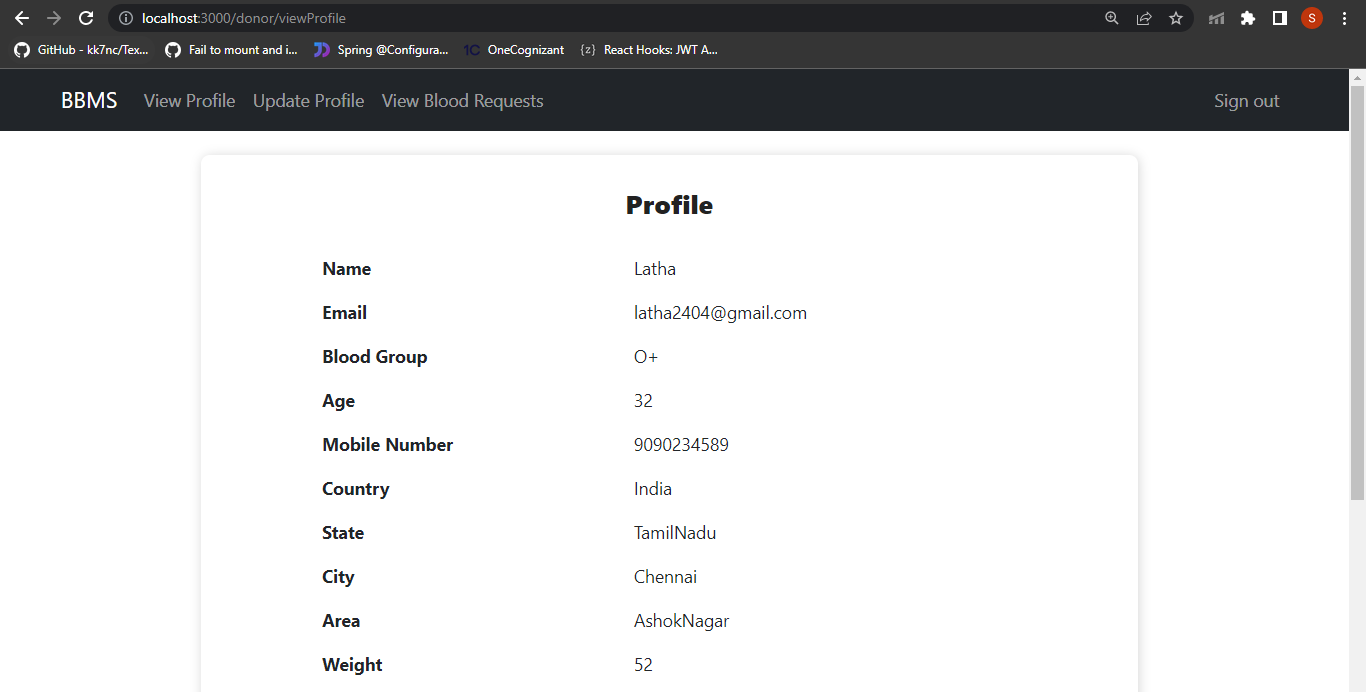 localhost:3000/donor/viewProfile
S
GitHub - kk7nc/Tex... Fail to mount and i... Spring @Configura... 1C OneCognizant {z} React Hooks: JWT A...
BBMS View Profile Update Profile View Blood Requests Sign out
Profile
Name Latha
Email latha2404@gmail.com
Blood Group O+
Age 32
Mobile Number 9090234589
Country India
State TamilNadu
City Chennai
Area AshokNagar
Weight 52